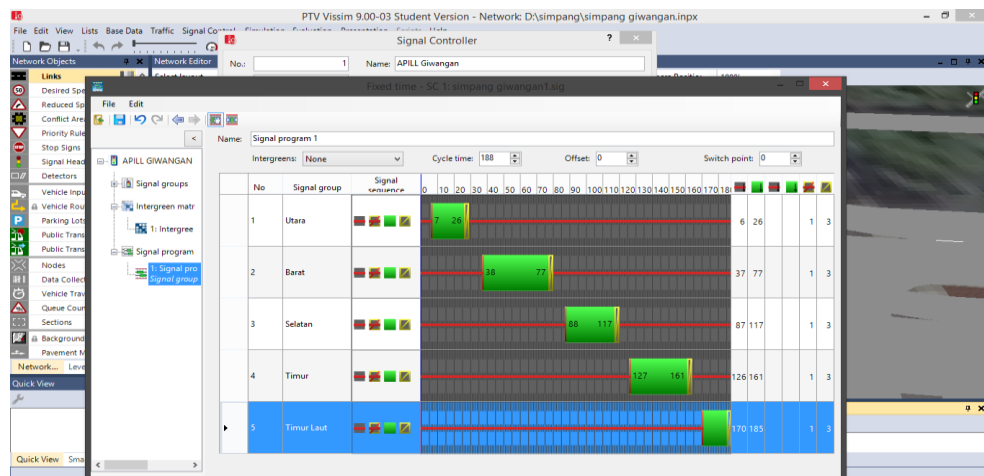 PTV Vissim 9.00-03 Student Version - Network: D:\simpang\simpang giwangan.inpx
File Edit View Lists Base Data Traffic Signal Control Simulation Evaluation Presentation Scripts Help
Signal Controller
Network Objects
Network Editor
No.: 1 Name: APILL Giwangan
Links
Desired Spe
Reduced Sp
Conflict Area
Priority Rule
Stop Signs
Signal Head
Detectors
Vehicle Inpu
Vehicle Rou
Parking Lots
Public Trans
Public Trans
Nodes
Data Collec
Vehicle Trav
Queue Coun
Sections
Background
Pavement M
Network... Leve
Quick View
Quick View Sma
Fixed time - SC 1: simpang giwangan1.sig
File Edit
Name: Signal program 1
Intergreens: None Cycle time: 188 Offset: 0 Switch point: 0
APILL GIWANGAN
Signal groups
Intergreen matr
1: Intergree
Signal program
1: Signal pro
Signal group
No Signal group Signal sequence 0 10 20 30 40 50 60 70 80 90 100 110 120 130 140 150 160 170 18
1 Utara 7 26 6 26 1 3
2 Barat 38 77 37 77 1 3
3 Selatan 88 117 87 117 1 3
4 Timur 127 161 126 161 1 3
5 Timur Laut 170 185 1 3